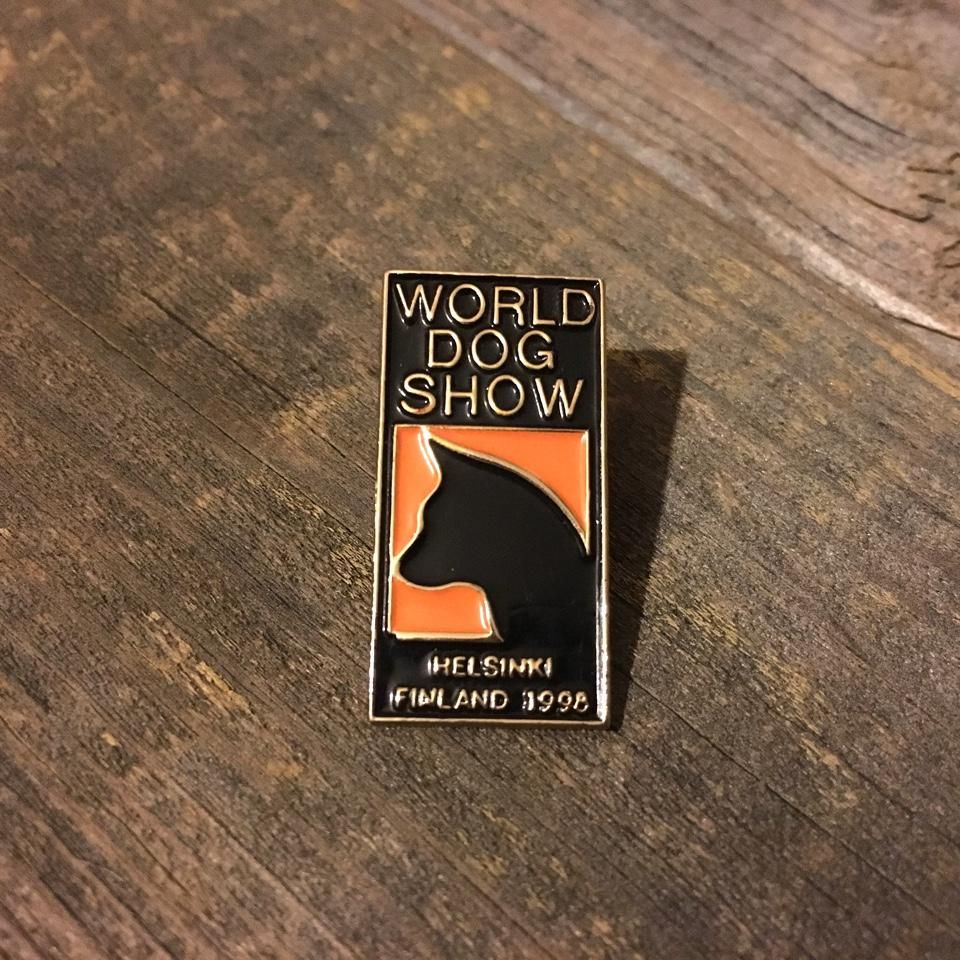 WORLD
DOG
SHOW
HELSINKI
FINLAND 1998